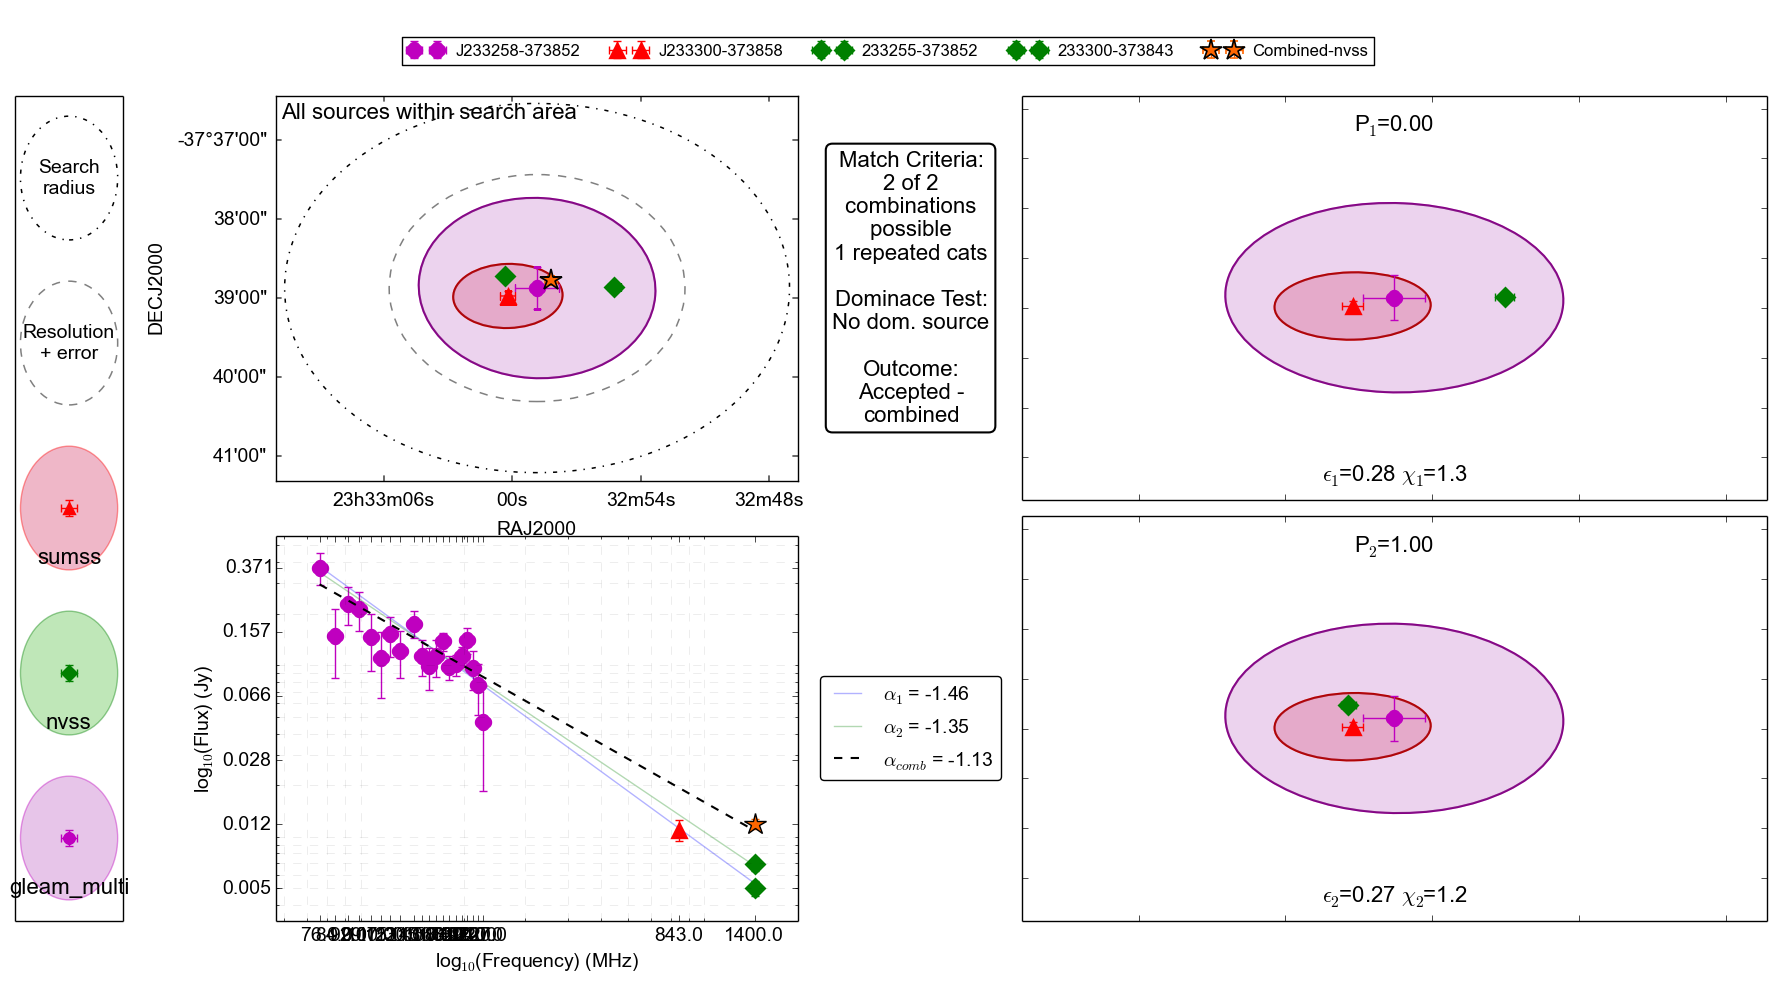 J233258-373852 J233300-373858 233255-373852 233300-373843 Combined-nvss
Search
radius
Resolution
+ error
sumss
nvss
gleam_multi
All sources within search area
DECJ2000
-37°37'00"
38'00"
39'00"
40'00"
41'00"
23h33m06s 00s 32m54s 32m48s
RAJ2000
Match Criteria:
2 of 2
combinations
possible
1 repeated cats
Dominace Test:
No dom. source
Outcome:
Accepted -
combined
P1=0.00
ϵ1=0.28 χ1=1.3
P2=1.00
ϵ2=0.27 χ2=1.2
log10(Flux) (Jy)
0.371
0.157
0.066
0.028
0.012
0.005
843.0 1400.0
log10(Frequency) (MHz)
α1 = -1.46
α2 = -1.35
αcomb = -1.13